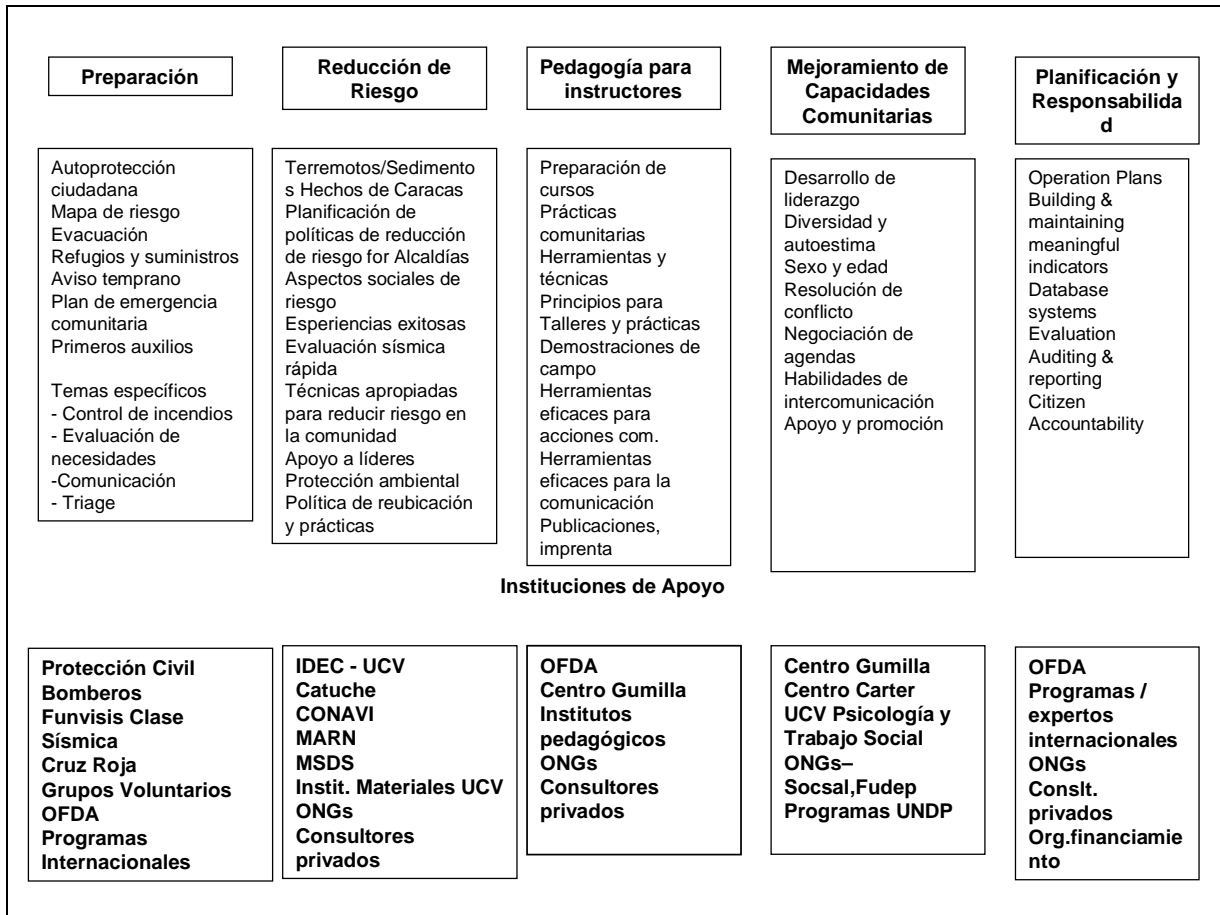 Preparación
Reducción de
Riesgo
Pedagogía para
instructores
Mejoramiento de
Capacidades
Comunitarias
Planificación y
Responsabilida
d
Autoprotección
ciudadana
Mapa de riesgo
Evacuación
Refugios y suministros
Aviso temprano
Plan de emergencia
comunitaria
Primeros auxilios
Temas específicos
- Control de incendios
- Evaluación de
necesidades
-Comunicación
- Triage
Terremotos/Sedimento
s Hechos de Caracas
Planificación de
políticas de reducción
de riesgo for Alcaldías
Aspectos sociales de
riesgo
Esperiencias exitosas
Evaluación sísmica
rápida
Técnicas apropiadas
para reducir riesgo en
la comunidad
Apoyo a líderes
Protección ambiental
Política de reubicación
y prácticas
Preparación de
cursos
Prácticas
comunitarias
Herramientas y
técnicas
Principios para
Talleres y prácticas
Demostraciones de
campo
Herramientas
eficaces para
acciones com.
Herramientas
eficaces para la
comunicación
Publicaciones,
imprenta
Desarrollo de
liderazgo
Diversidad y
autoestima
Sexo y edad
Resolución de
conflicto
Negociación de
agendas
Habilidades de
intercomunicación
Apoyo y promoción
Operation Plans
Building &
maintaining
meaningful
indicators
Database
systems
Evaluation
Auditing &
reporting
Citizen
Accountability
Instituciones de Apoyo
Protección Civil
Bomberos
Funvisis Clase
Sísmica
Cruz Roja
Grupos Voluntarios
OFDA
Programas
Internacionales
IDEC - UCV
Catuche
CONAVI
MARN
MSDS
Instit. Materiales UCV
ONGs
Consultores
privados
OFDA
Centro Gumilla
Institutos
pedagógicos
ONGs
Consultores
privados
Centro Gumilla
Centro Carter
UCV Psicología y
Trabajo Social
ONGs–
Socsal,Fudep
Programas UNDP
OFDA
Programas /
expertos
internacionales
ONGs
Conslt.
privados
Org.financiamie
nto